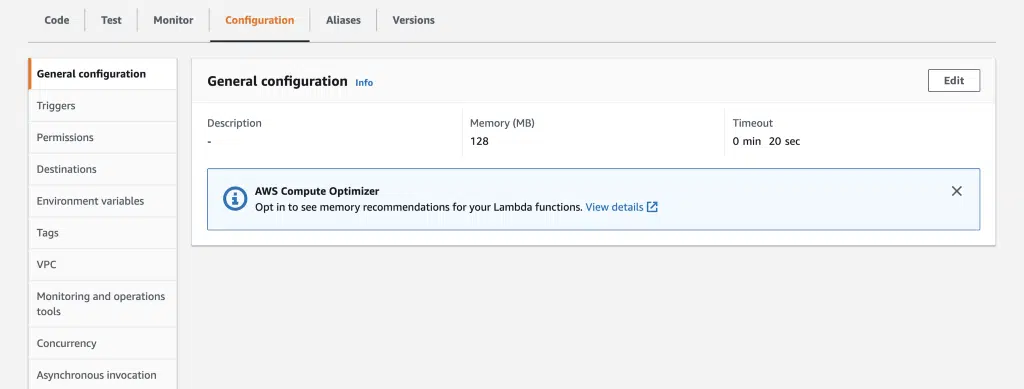 Code Test Monitor Configuration Aliases Versions
General configuration
Triggers
Permissions
Destinations
Environment variables
Tags
VPC
Monitoring and operations
tools
Concurrency
Asynchronous invocation
General configuration Info Edit
Description Memory (MB) Timeout
- 128 0 min 20 sec
AWS Compute Optimizer
Opt in to see memory recommendations for your Lambda functions. View details